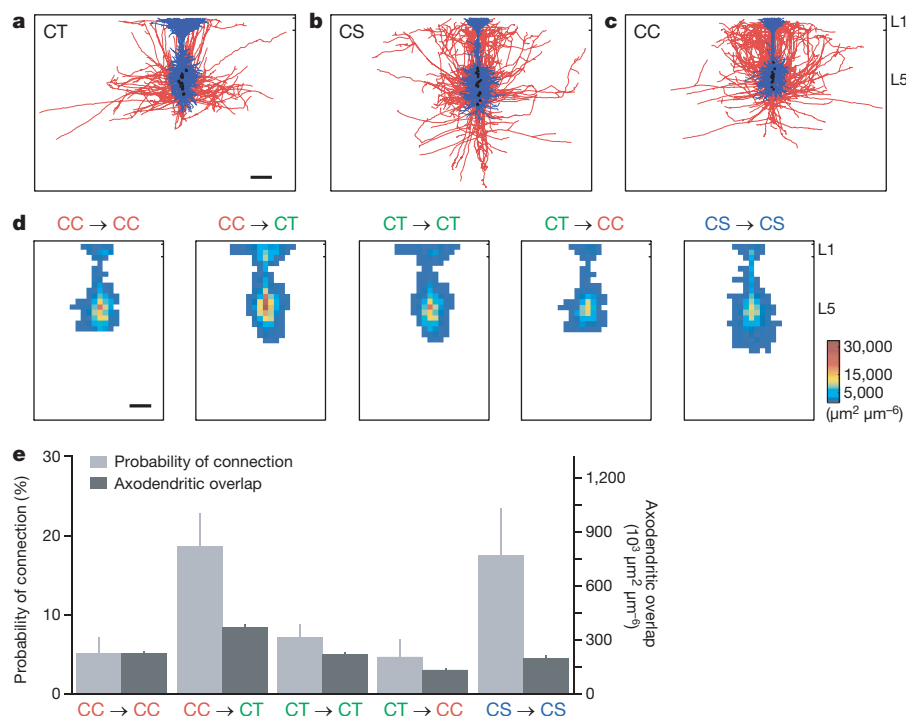 a CT
b CS
c CC
L1
L5
d
CC → CC
CC → CT
CT → CT
CT → CC
CS → CS
L1
L5
30,000
15,000
5,000
(µm² µm⁻⁶)
e
Probability of connection
Axodendritic overlap
Probability of connection (%)
30
20
10
0
1,200
900
600
300
0
Axodendritic overlap
(10³ µm² µm⁻⁶)
CC → CC
CC → CT
CT → CT
CT → CC
CS → CS